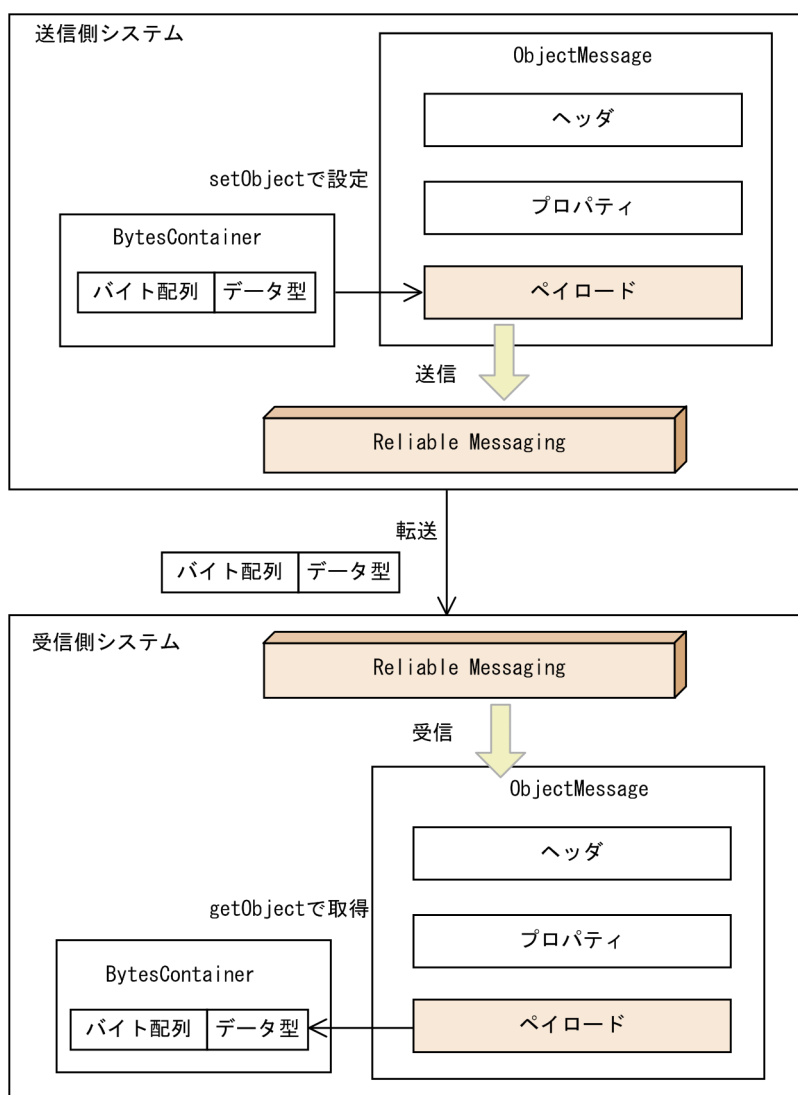 送信側システム
ObjectMessage
ヘッダ
setObjectで設定
プロパティ
BytesContainer
バイト配列 データ型
ペイロード
送信
Reliable Messaging
転送
バイト配列 データ型
受信側システム
Reliable Messaging
受信
ObjectMessage
ヘッダ
getObjectで取得
プロパティ
BytesContainer
バイト配列 データ型
ペイロード